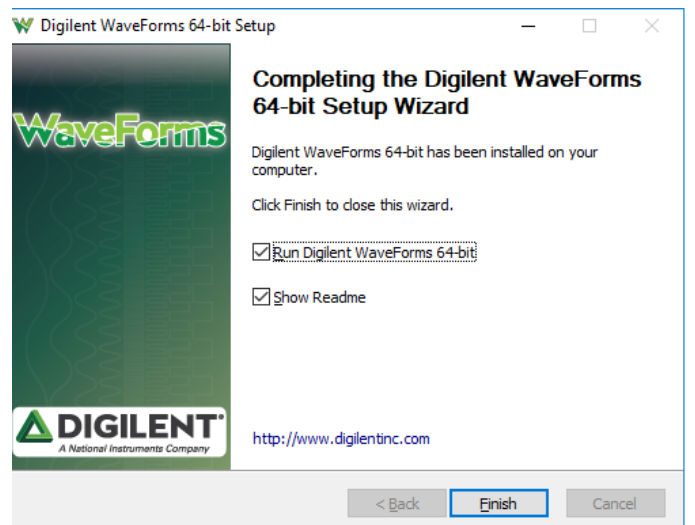 Digilent WaveForms 64-bit Setup
WaveForms
Completing the Digilent WaveForms
64-bit Setup Wizard
Digilent WaveForms 64-bit has been installed on your
computer.
Click Finish to close this wizard.
Run Digilent WaveForms 64-bit
Show Readme
DIGILENT®
A National Instruments Company
http://www.digilentinc.com
< Back
Finish
Cancel